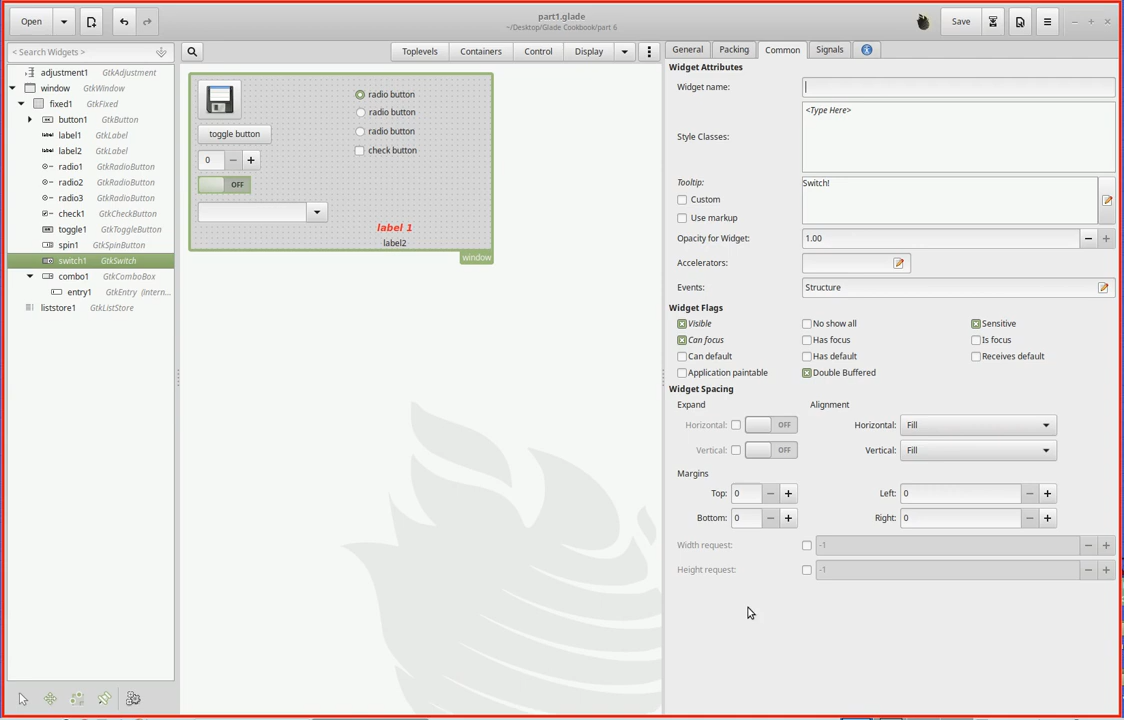 part1.glade
~/Desktop/Glade Cookbook/part 6
Open
Save
< Search Widgets >
Toplevels
Containers
Control
Display
General
Packing
Common
Signals
adjustment1 GtkAdjustment
window GtkWindow
fixed1 GtkFixed
button1 GtkButton
label1 GtkLabel
label2 GtkLabel
radio1 GtkRadioButton
radio2 GtkRadioButton
radio3 GtkRadioButton
check1 GtkCheckButton
toggle1 GtkToggleButton
spin1 GtkSpinButton
switch1 GtkSwitch
combo1 GtkComboBox
entry1 GtkEntry (intern...
liststore1 GtkListStore
radio button
radio button
toggle button
radio button
check button
0
OFF
label 1
label2
window
Widget Attributes
Widget name:
Style Classes:
<Type Here>
Tooltip:
Switch!
Custom
Use markup
Opacity for Widget:
1.00
Accelerators:
Events:
Structure
Widget Flags
Visible
No show all
Sensitive
Can focus
Has focus
Is focus
Can default
Has default
Receives default
Application paintable
Double Buffered
Widget Spacing
Expand
Alignment
Horizontal:
OFF
Horizontal:
Fill
Vertical:
OFF
Vertical:
Fill
Margins
Top:
0
Left:
0
Bottom:
0
Right:
0
Width request:
-1
Height request:
-1